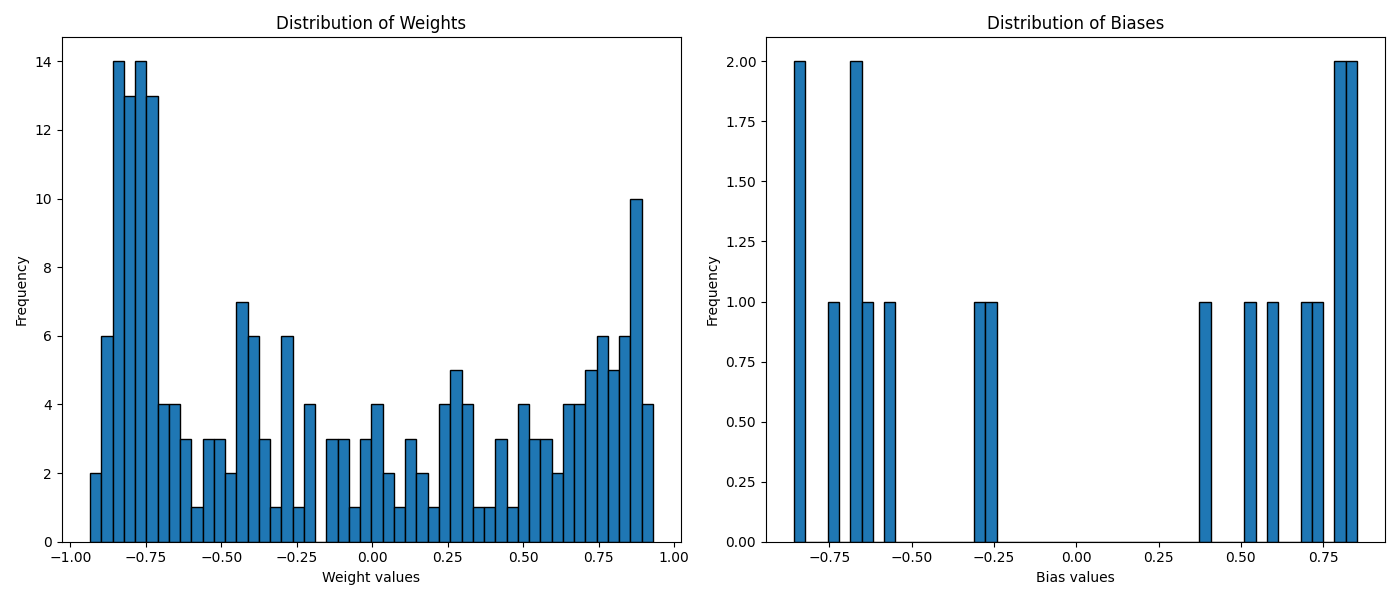 Distribution of Weights
Frequency
14
12
10
8
6
4
2
0
−1.00 −0.75 −0.50 −0.25 0.00 0.25 0.50 0.75 1.00
Weight values
Distribution of Biases
Frequency
2.00
1.75
1.50
1.25
1.00
0.75
0.50
0.25
0.00
−0.75 −0.50 −0.25 0.00 0.25 0.50 0.75
Bias values